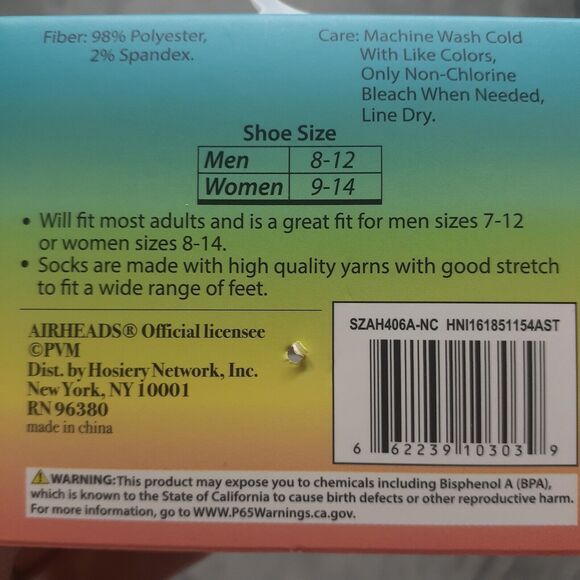 Fiber: 98% Polyester,
2% Spandex.
Care: Machine Wash Cold
With Like Colors,
Only Non-Chlorine
Bleach When Needed,
Line Dry.
Shoe Size
Men 8-12
Women 9-14
• Will fit most adults and is a great fit for men sizes 7-12
or women sizes 8-14.
• Socks are made with high quality yarns with good stretch
to fit a wide range of feet.
AIRHEADS® Official licensee
©PVM
Dist. by Hosiery Network, Inc.
New York, NY 10001
RN 96380
made in china
SZAH406A-NC HNI161851154AST
6 62239 10303 9
WARNING: This product may expose you to chemicals including Bisphenol A (BPA),
which is known to the State of California to cause birth defects or other reproductive harm.
For more information, go to WWW.P65Warnings.ca.gov.